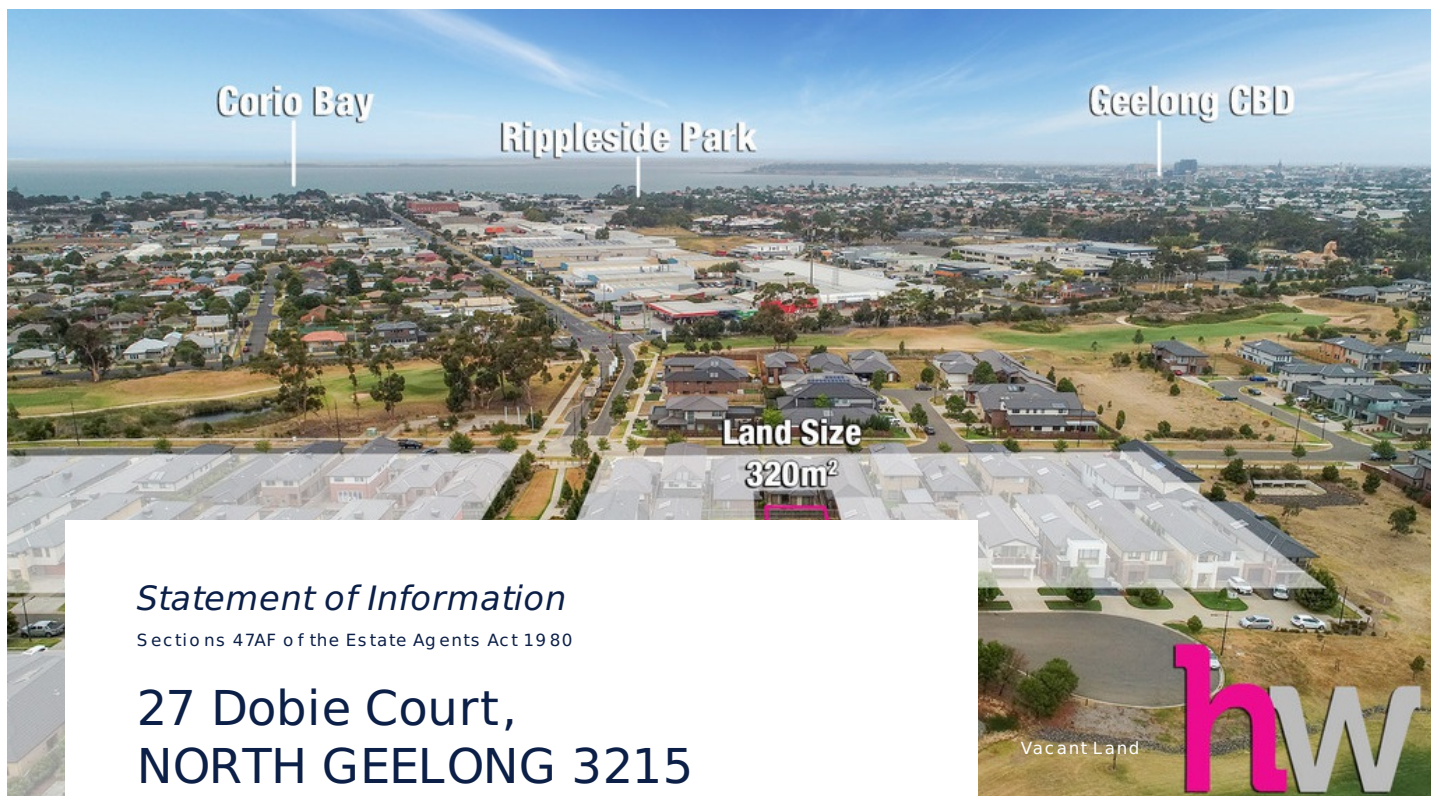 Corio Bay
Geelong CBD
Rippleside Park
Land Size
320m²
Statement of Information
Sections 47AF of the Estate Agents Act 1980
27 Dobie Court,
NORTH GEELONG 3215
Vacant Land
hw